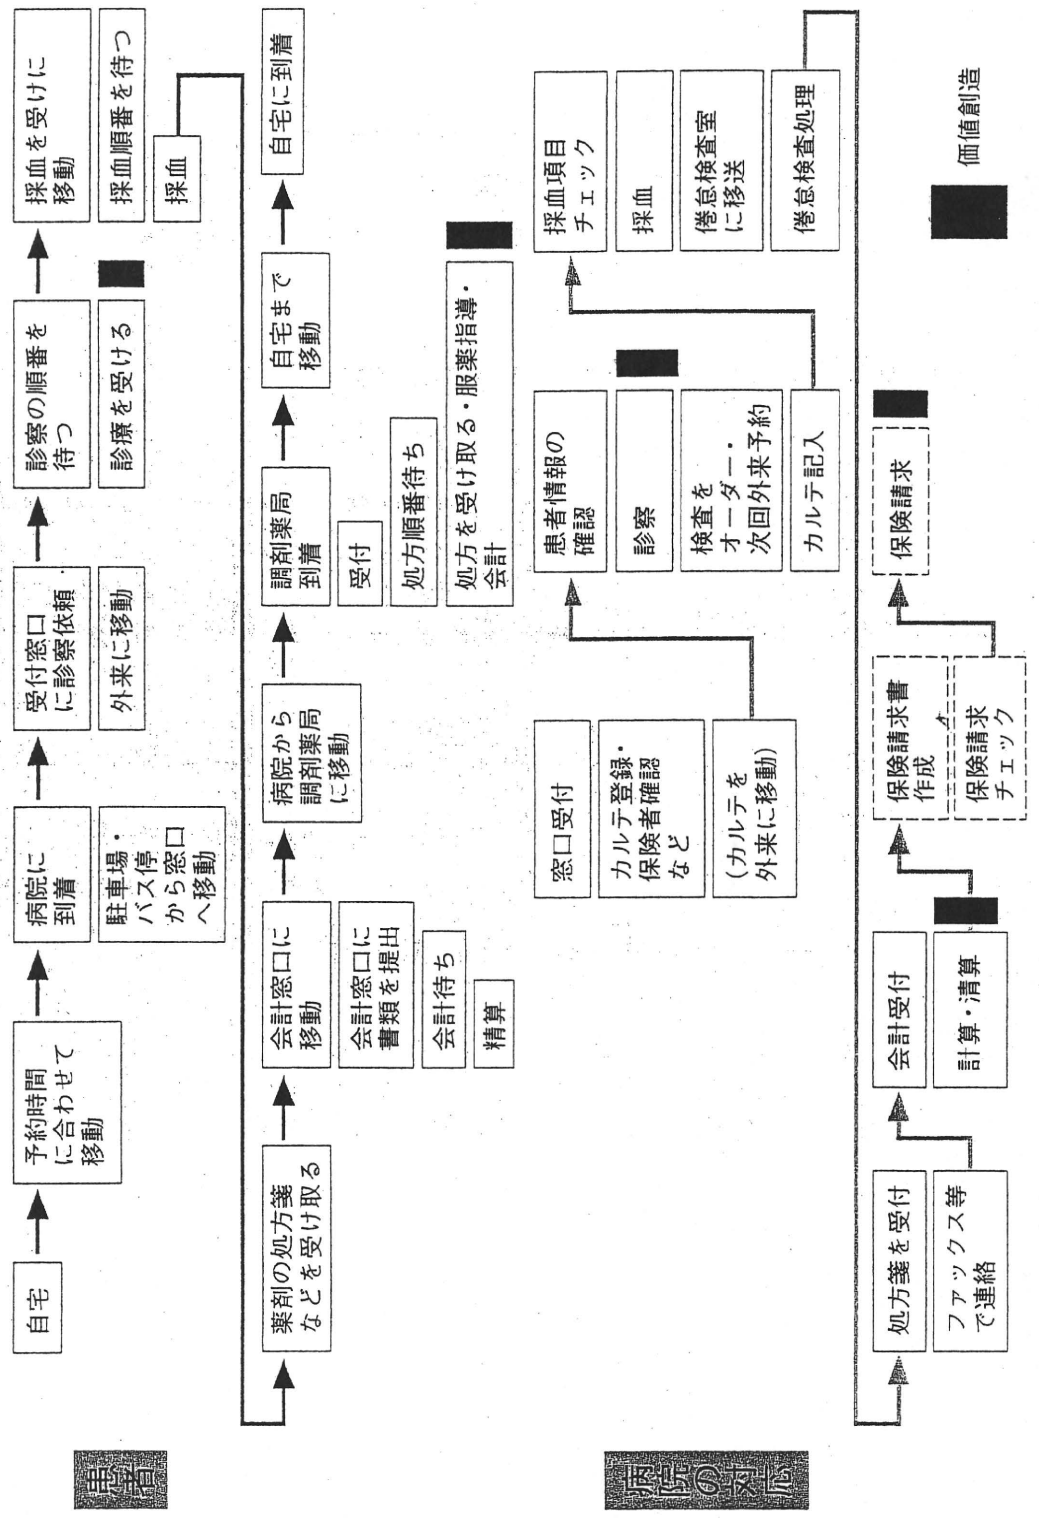 患者
自宅
予約時間
に合わせて
移動
病院に
到着
駐車場・
バス停
から窓口
へ移動
受付窓口
に診察依頼
外来に移動
診察の順番を
待つ
診療を受ける
採血を受けに
移動
採血順番を待つ
採血
薬剤の処方箋
などを受け取る
会計窓口に
移動
会計窓口に
書類を提出
会計待ち
精算
病院から
調剤薬局
に移動
調剤薬局
到着
受付
処方順番待ち
処方を受け取る・服薬指導・
会計
自宅まで
移動
自宅に到着
病院の対応
窓口受付
カルテ登録・
保険者確認
など
(カルテを
外来に移動)
患者情報の
確認
診察
検査を
オーダー・
次回外来予約
カルテ記入
採血項目
チェック
採血
倦怠検査室
に移送
倦怠検査処理
処方箋を受付
ファックス等
で連絡
会計受付
計算・清算
保険請求書
作成
保険請求
チェック
保険請求
価値創造